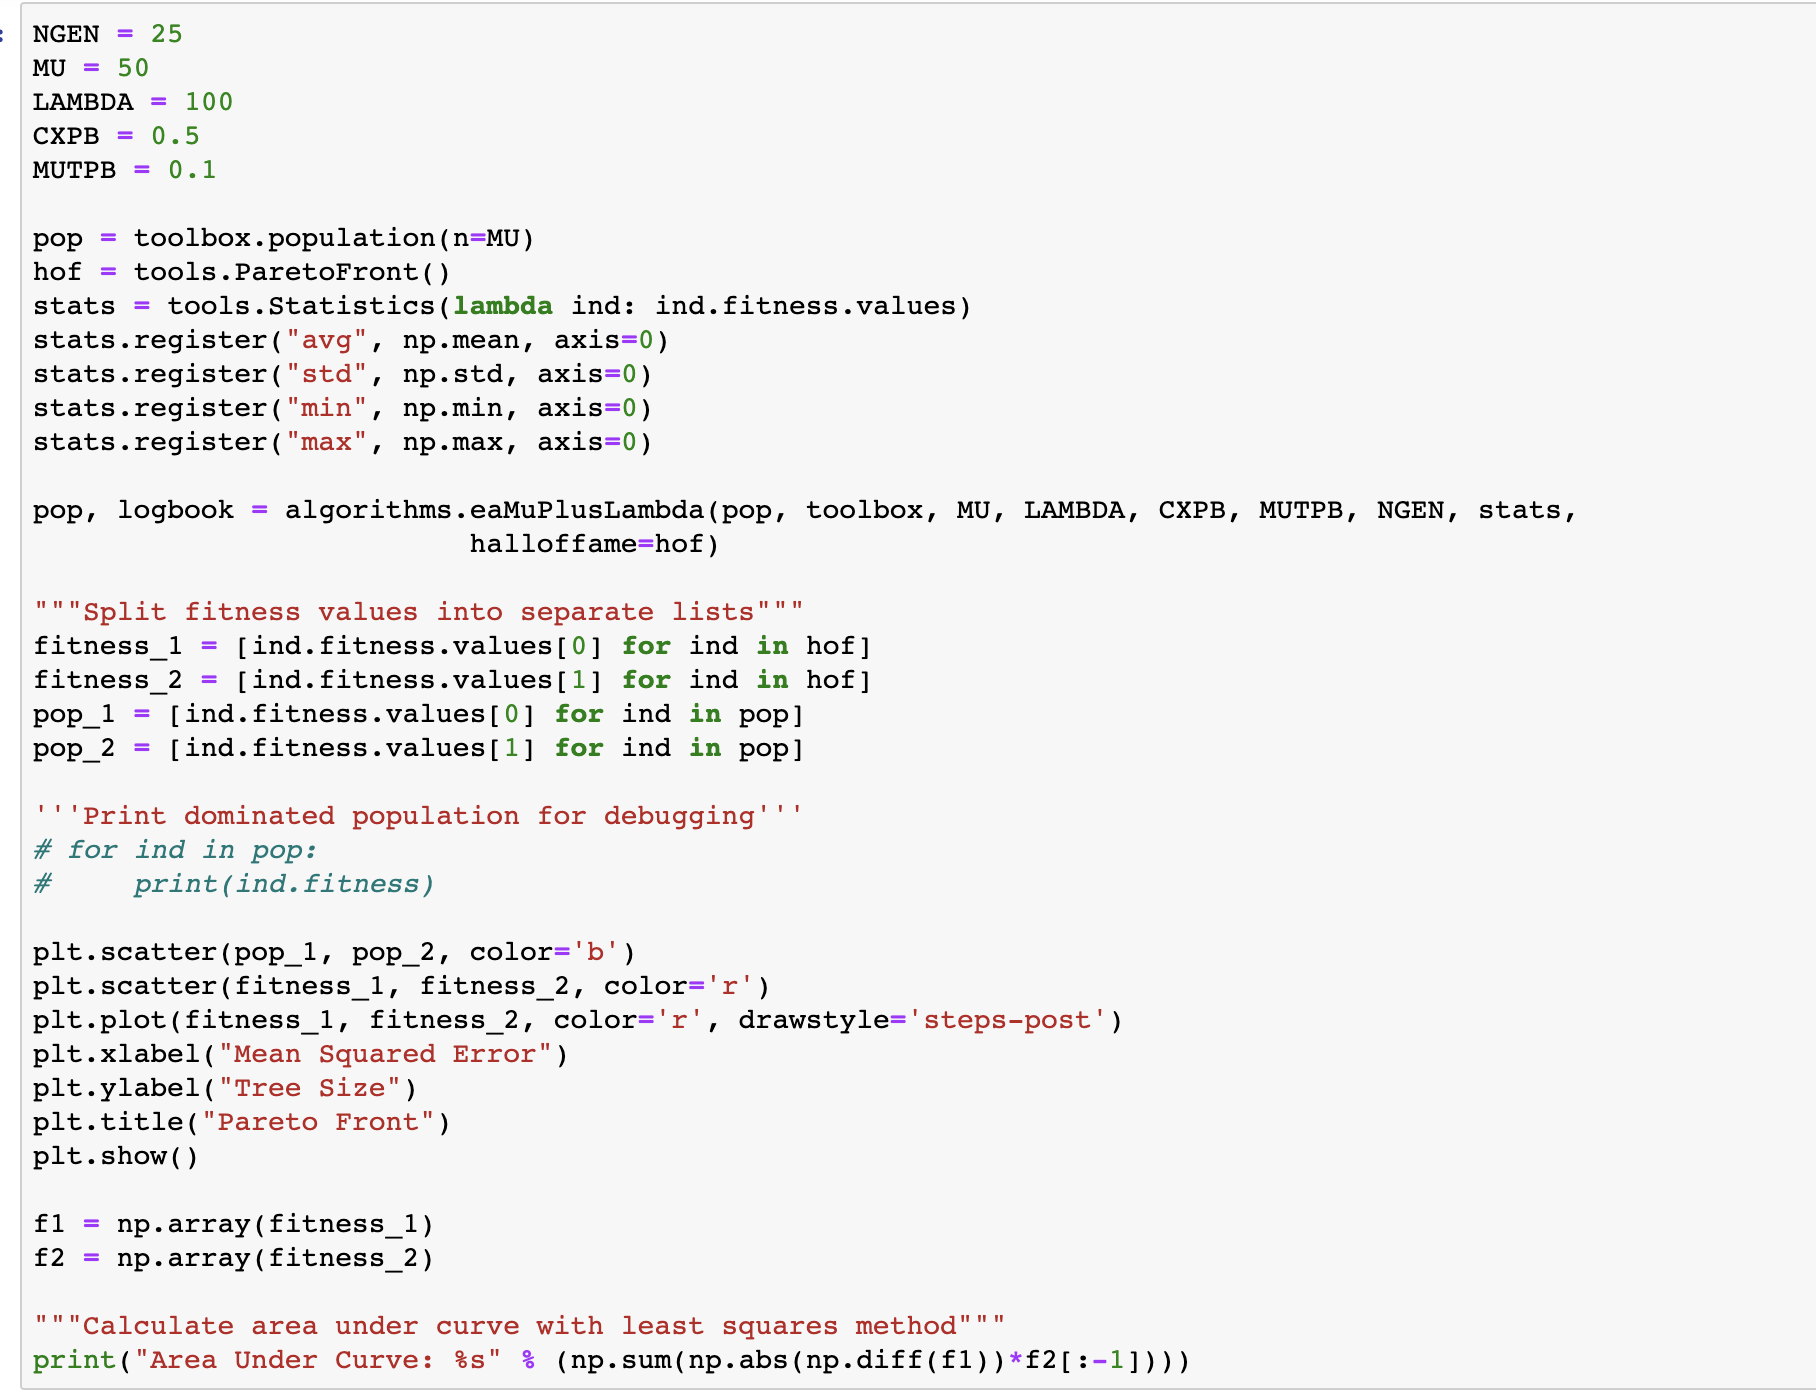 NGEN = 25
MU = 50
LAMBDA = 100
CXPB = 0.5
MUTPB = 0.1

pop = toolbox.population(n=MU)
hof = tools.ParetoFront()
stats = tools.Statistics(lambda ind: ind.fitness.values)
stats.register("avg", np.mean, axis=0)
stats.register("std", np.std, axis=0)
stats.register("min", np.min, axis=0)
stats.register("max", np.max, axis=0)

pop, logbook = algorithms.eaMuPlusLambda(pop, toolbox, MU, LAMBDA, CXPB, MUTPB, NGEN, stats,
                          halloffame=hof)

"""Split fitness values into separate lists"""
fitness_1 = [ind.fitness.values[0] for ind in hof]
fitness_2 = [ind.fitness.values[1] for ind in hof]
pop_1 = [ind.fitness.values[0] for ind in pop]
pop_2 = [ind.fitness.values[1] for ind in pop]

'''Print dominated population for debugging'''
# for ind in pop:
#     print(ind.fitness)

plt.scatter(pop_1, pop_2, color='b')
plt.scatter(fitness_1, fitness_2, color='r')
plt.plot(fitness_1, fitness_2, color='r', drawstyle='steps-post')
plt.xlabel("Mean Squared Error")
plt.ylabel("Tree Size")
plt.title("Pareto Front")
plt.show()

f1 = np.array(fitness_1)
f2 = np.array(fitness_2)

"""Calculate area under curve with least squares method"""
print("Area Under Curve: %s" % (np.sum(np.abs(np.diff(f1))*f2[:-1])))